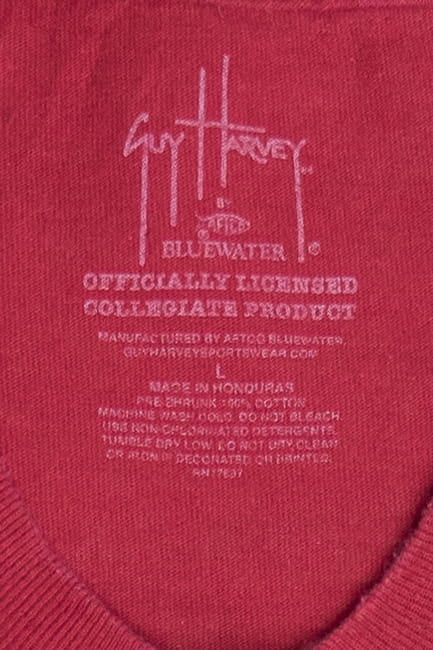 GUY HARVEY™
BY
AFTCO
BLUEWATER®
OFFICIALLY LICENSED
COLLEGIATE PRODUCT
MANUFACTURED BY AFTCO BLUEWATER.
GUYHARVEYSPORTSWEAR.COM
L
MADE IN HONDURAS
PRE-SHRUNK 100% COTTON
MACHINE WASH COLD. DO NOT BLEACH.
USE NON-CHLORINATED DETERGENTS.
TUMBLE DRY LOW. DO NOT DRY CLEAN
OR IRON IF DECORATED OR PRINTED.